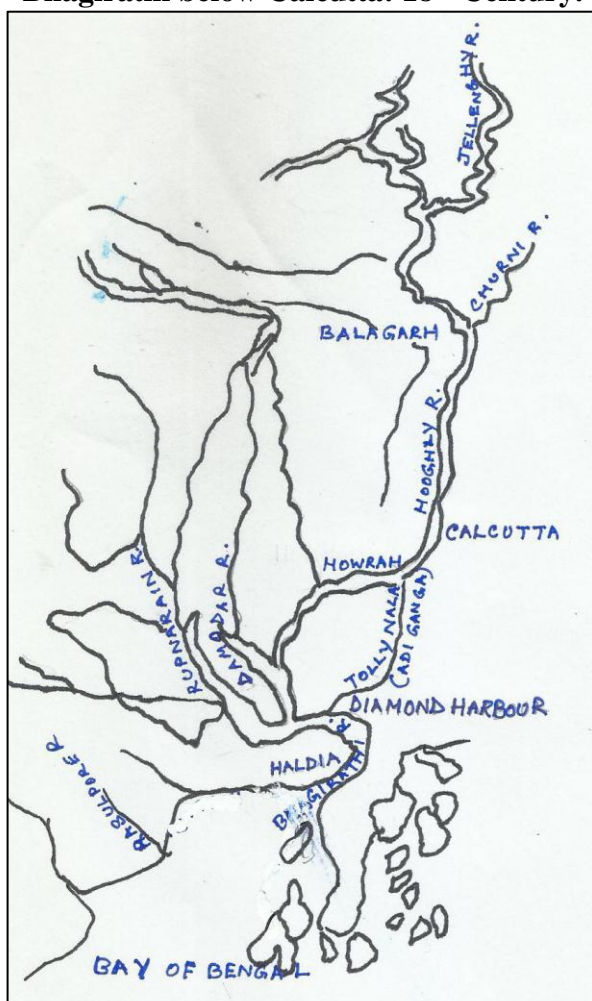 Bhagirathi below Calcutta: 18th Century.
JELLENGHY R.
CHURNI R.
BALAGARH
HOOGHLY R.
CALCUTTA
HOWRAH
RUPNARAIN R.
DAMODAR R.
TOLLY NALA
(ADI GANGA)
DIAMOND HARBOUR
HALDIA
BHAGIRATHI R.
RASULPORE R.
BAY OF BENGAL